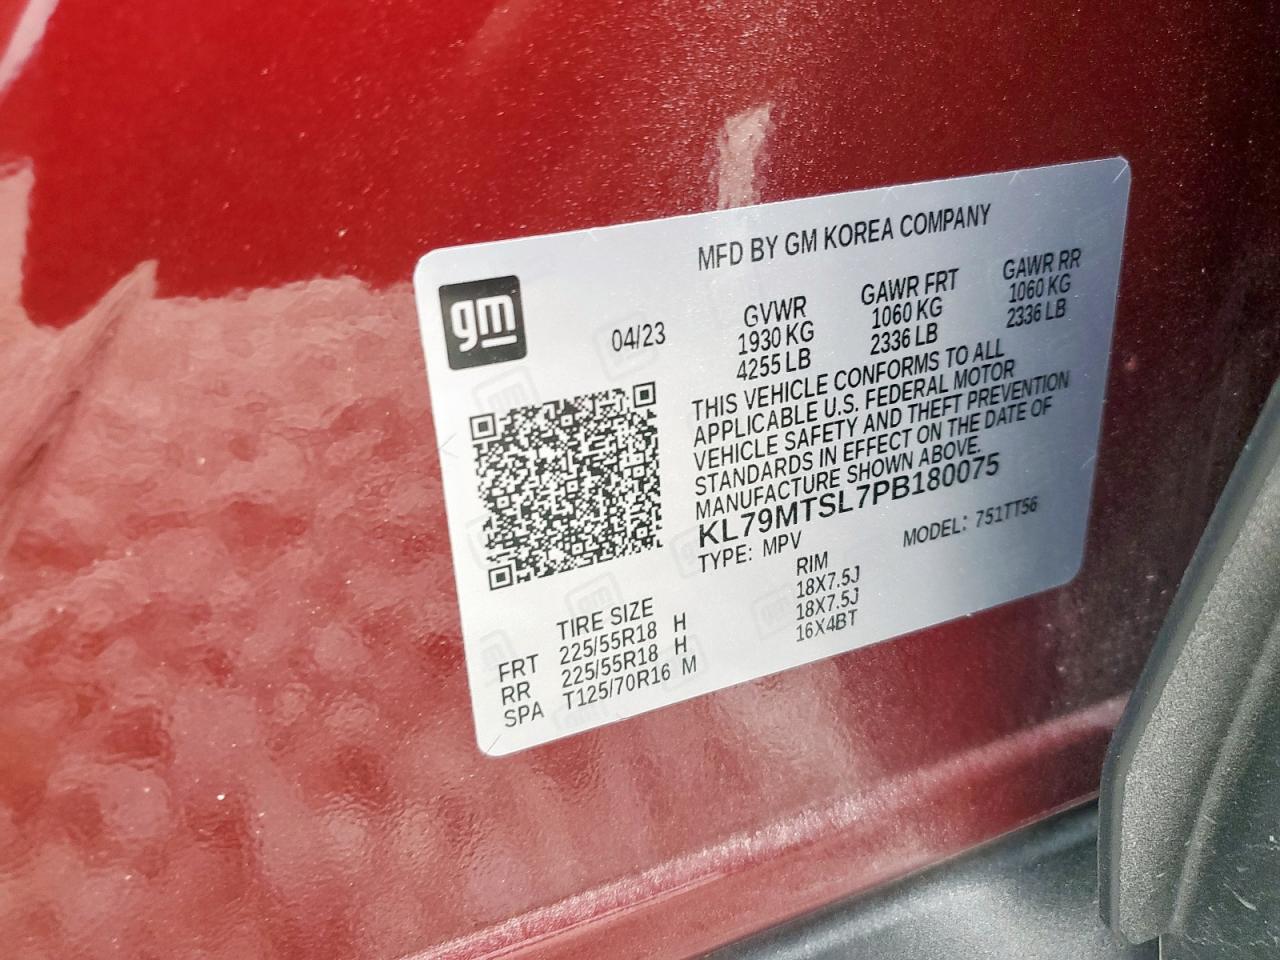 MFD BY GM KOREA COMPANY
gm
04/23
GVWR GAWR FRT GAWR RR
1930 KG 1060 KG 1060 KG
4255 LB 2336 LB 2336 LB
THIS VEHICLE CONFORMS TO ALL
APPLICABLE U.S. FEDERAL MOTOR
VEHICLE SAFETY AND THEFT PREVENTION
STANDARDS IN EFFECT ON THE DATE OF
MANUFACTURE SHOWN ABOVE.
KL79MTSL7PB180075
TYPE: MPV MODEL: 751TT56
TIRE SIZE RIM
FRT 225/55R18 H 18X7.5J
RR 225/55R18 H 18X7.5J
SPA T125/70R16 M 16X4BT